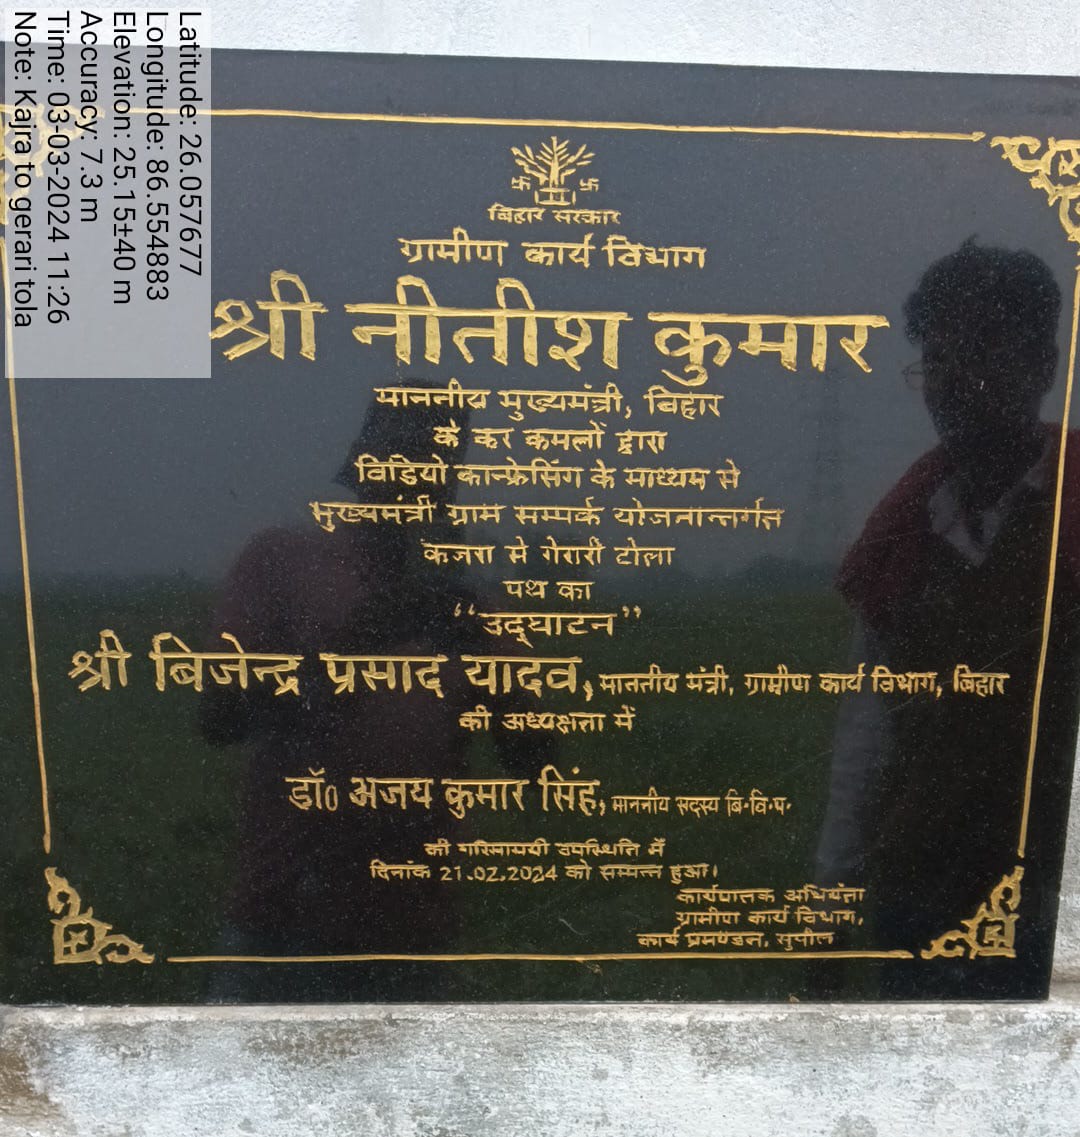 Latitude: 26.057677
Longitude: 86.554883
Elevation: 25.15±40 m
Accuracy: 7.3 m
Time: 03-03-2024 11:26
Note: Kajra to gerari tola
बिहार सरकार
ग्रामीण कार्य विभाग
श्री नीतीश कुमार
माननीय मुख्यमंत्री, बिहार
के कर कमलों द्वारा
विडियो कान्फ्रेसिंग के माध्यम से
मुख्यमंत्री ग्राम सम्पर्क योजनान्तर्गत
कजरा से गेरारी टोला
पथ का
“उद्घाटन”
श्री बिजेन्द्र प्रसाद यादव, माननीय मंत्री, ग्रामीण कार्य विभाग, बिहार
की अध्यक्षता में
डॉ० अजय कुमार सिंह, माननीय सदस्य बि.वि.प.
की गरिमामयी उपस्थिति में
दिनांक 21.02.2024 को सम्पन्न हुआ।
कार्यपालक अभियंता
ग्रामीण कार्य विभाग,
कार्य प्रमण्डल, सुपौल